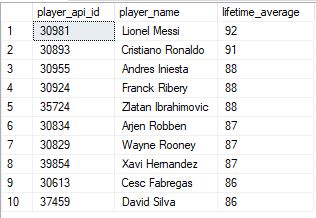 player_api_id player_name lifetime_average
1 30981 Lionel Messi 92
2 30893 Cristiano Ronaldo 91
3 30955 Andres Iniesta 88
4 30924 Franck Ribery 88
5 35724 Zlatan Ibrahimovic 88
6 30834 Arjen Robben 87
7 30829 Wayne Rooney 87
8 39854 Xavi Hernandez 87
9 30613 Cesc Fabregas 86
10 37459 David Silva 86